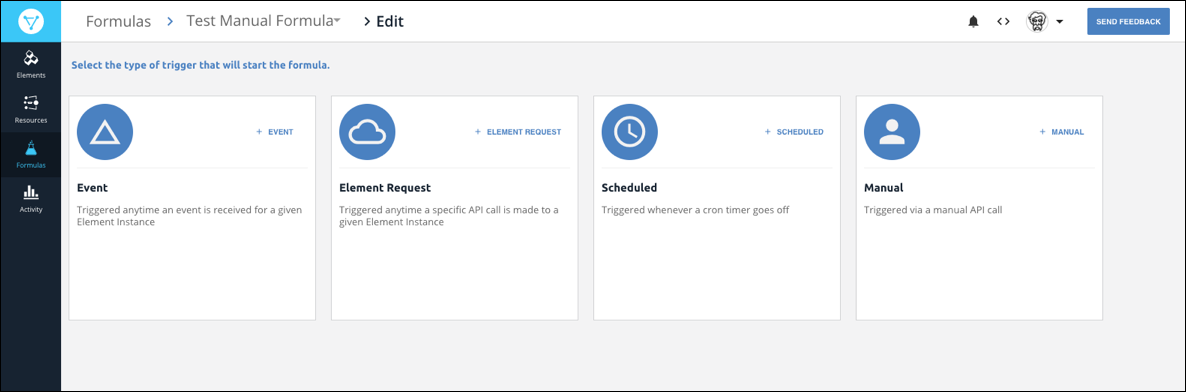 Formulas > Test Manual Formula > Edit
SEND FEEDBACK
Elements
Resources
Formulas
Activity
Select the type of trigger that will start the formula.
+ EVENT
Event
Triggered anytime an event is received for a given
Element Instance
+ ELEMENT REQUEST
Element Request
Triggered anytime a specific API call is made to a
given Element Instance
+ SCHEDULED
Scheduled
Triggered whenever a cron timer goes off
+ MANUAL
Manual
Triggered via a manual API call